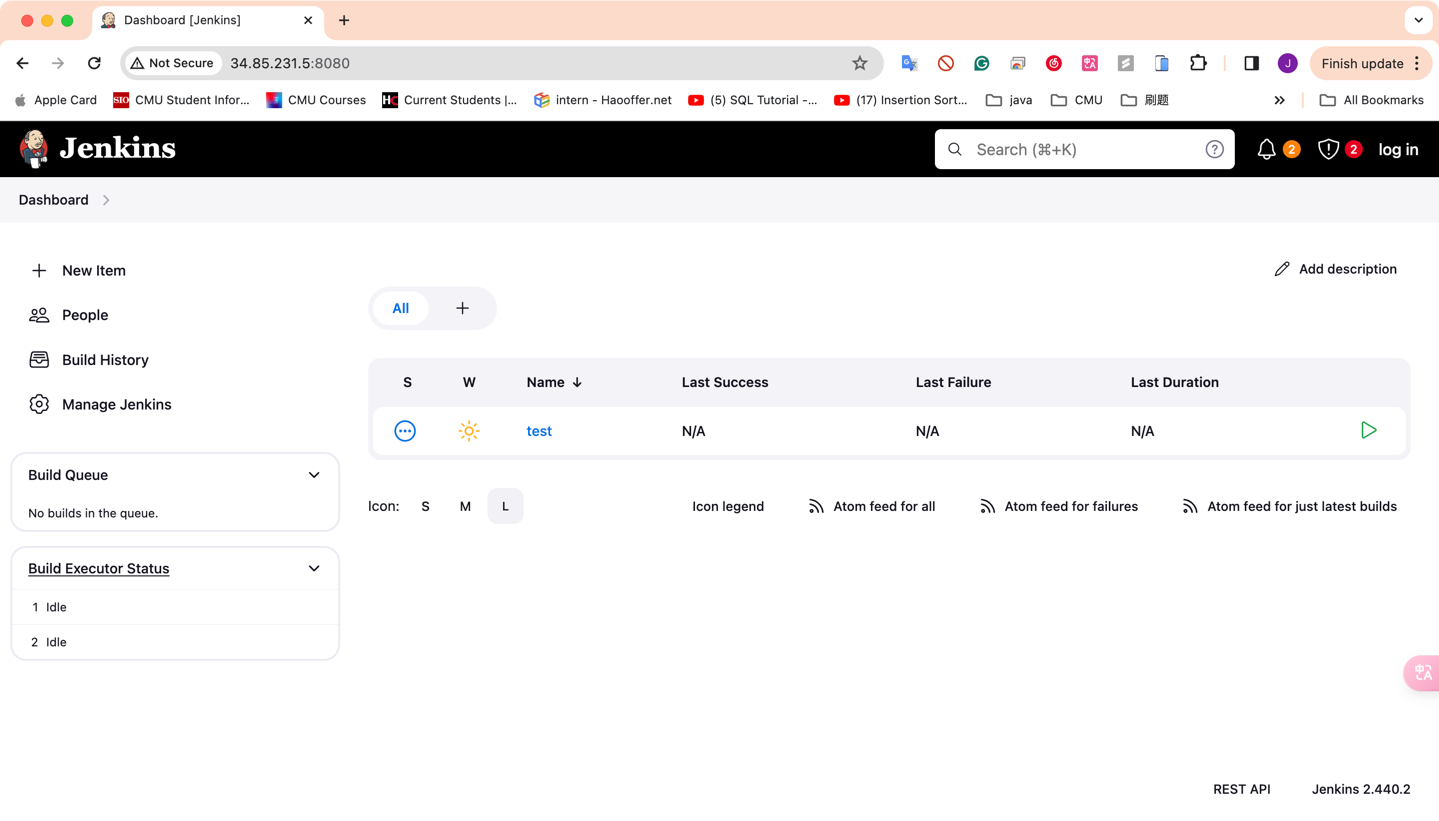 Dashboard [Jenkins]
Not Secure 34.85.231.5:8080 Finish update
J
Apple Card SIO CMU Student Infor... CMU Courses HC Current Students |... intern - Haooffer.net (5) SQL Tutorial -... (17) Insertion Sort... java CMU 刷题 All Bookmarks
Jenkins Search (⌘+K) 2 2 log in
Dashboard
New Item
Add description
People
All
Build History
Manage Jenkins
S W Name ↓ Last Success Last Failure Last Duration
test N/A N/A N/A
Build Queue
No builds in the queue.
Icon: S M L Icon legend Atom feed for all Atom feed for failures Atom feed for just latest builds
Build Executor Status
1 Idle
2 Idle
中A
REST API Jenkins 2.440.2